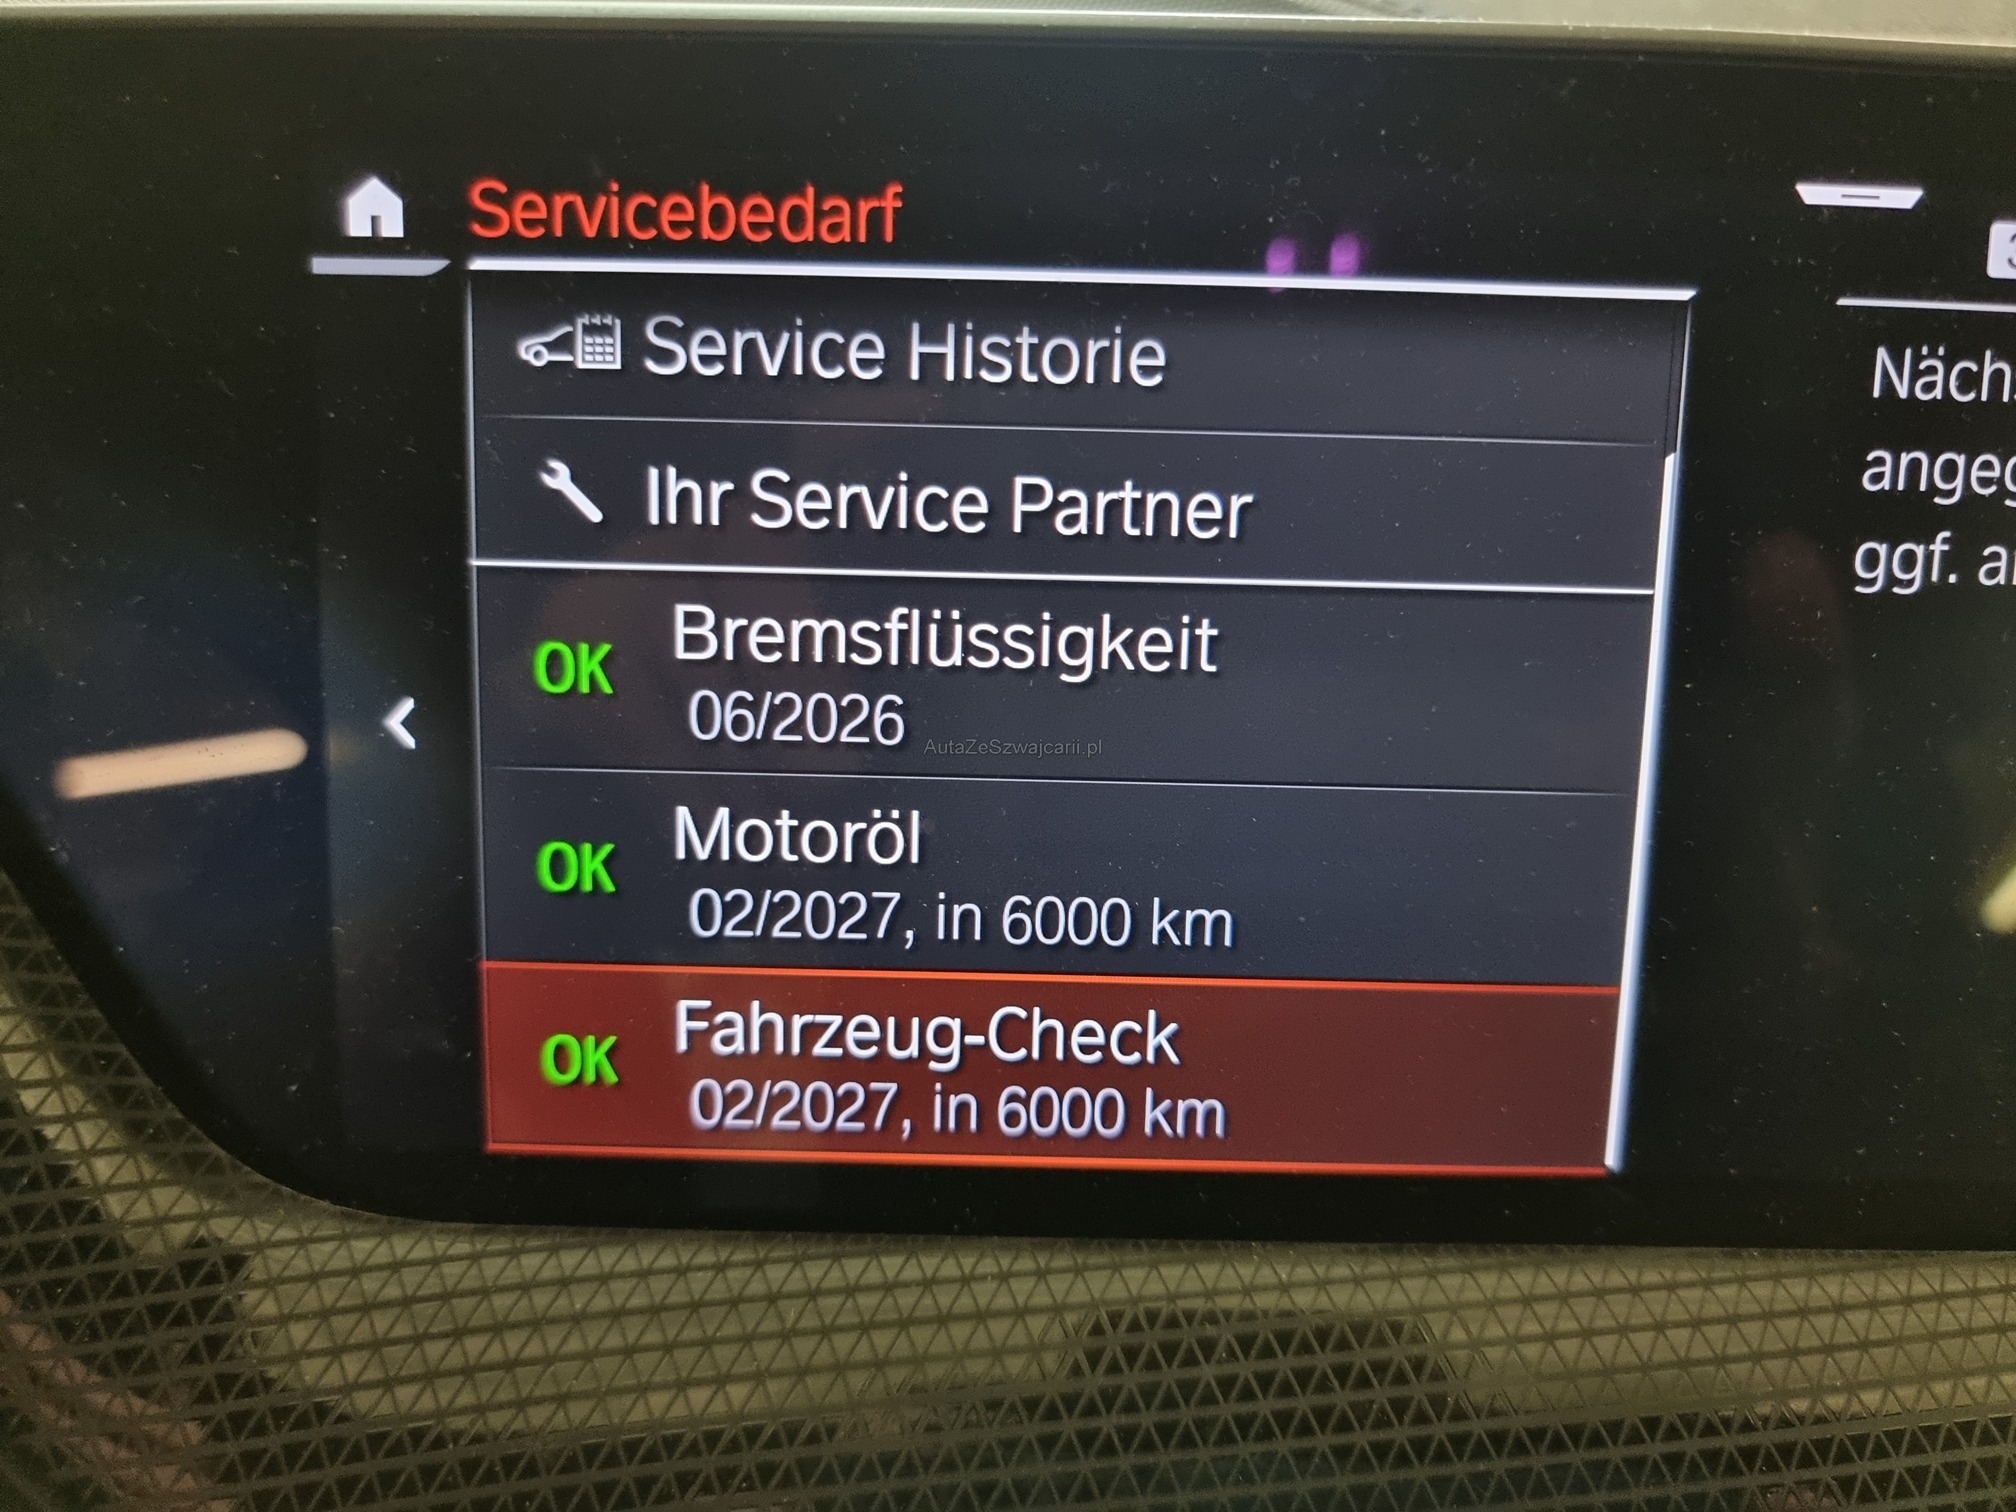 Servicebedarf
Service Historie
Ihr Service Partner
OK Bremsflüssigkeit
06/2026
AutaZeSzwajcarii.pl
OK Motoröl
02/2027, in 6000 km
OK Fahrzeug-Check
02/2027, in 6000 km
ggf.